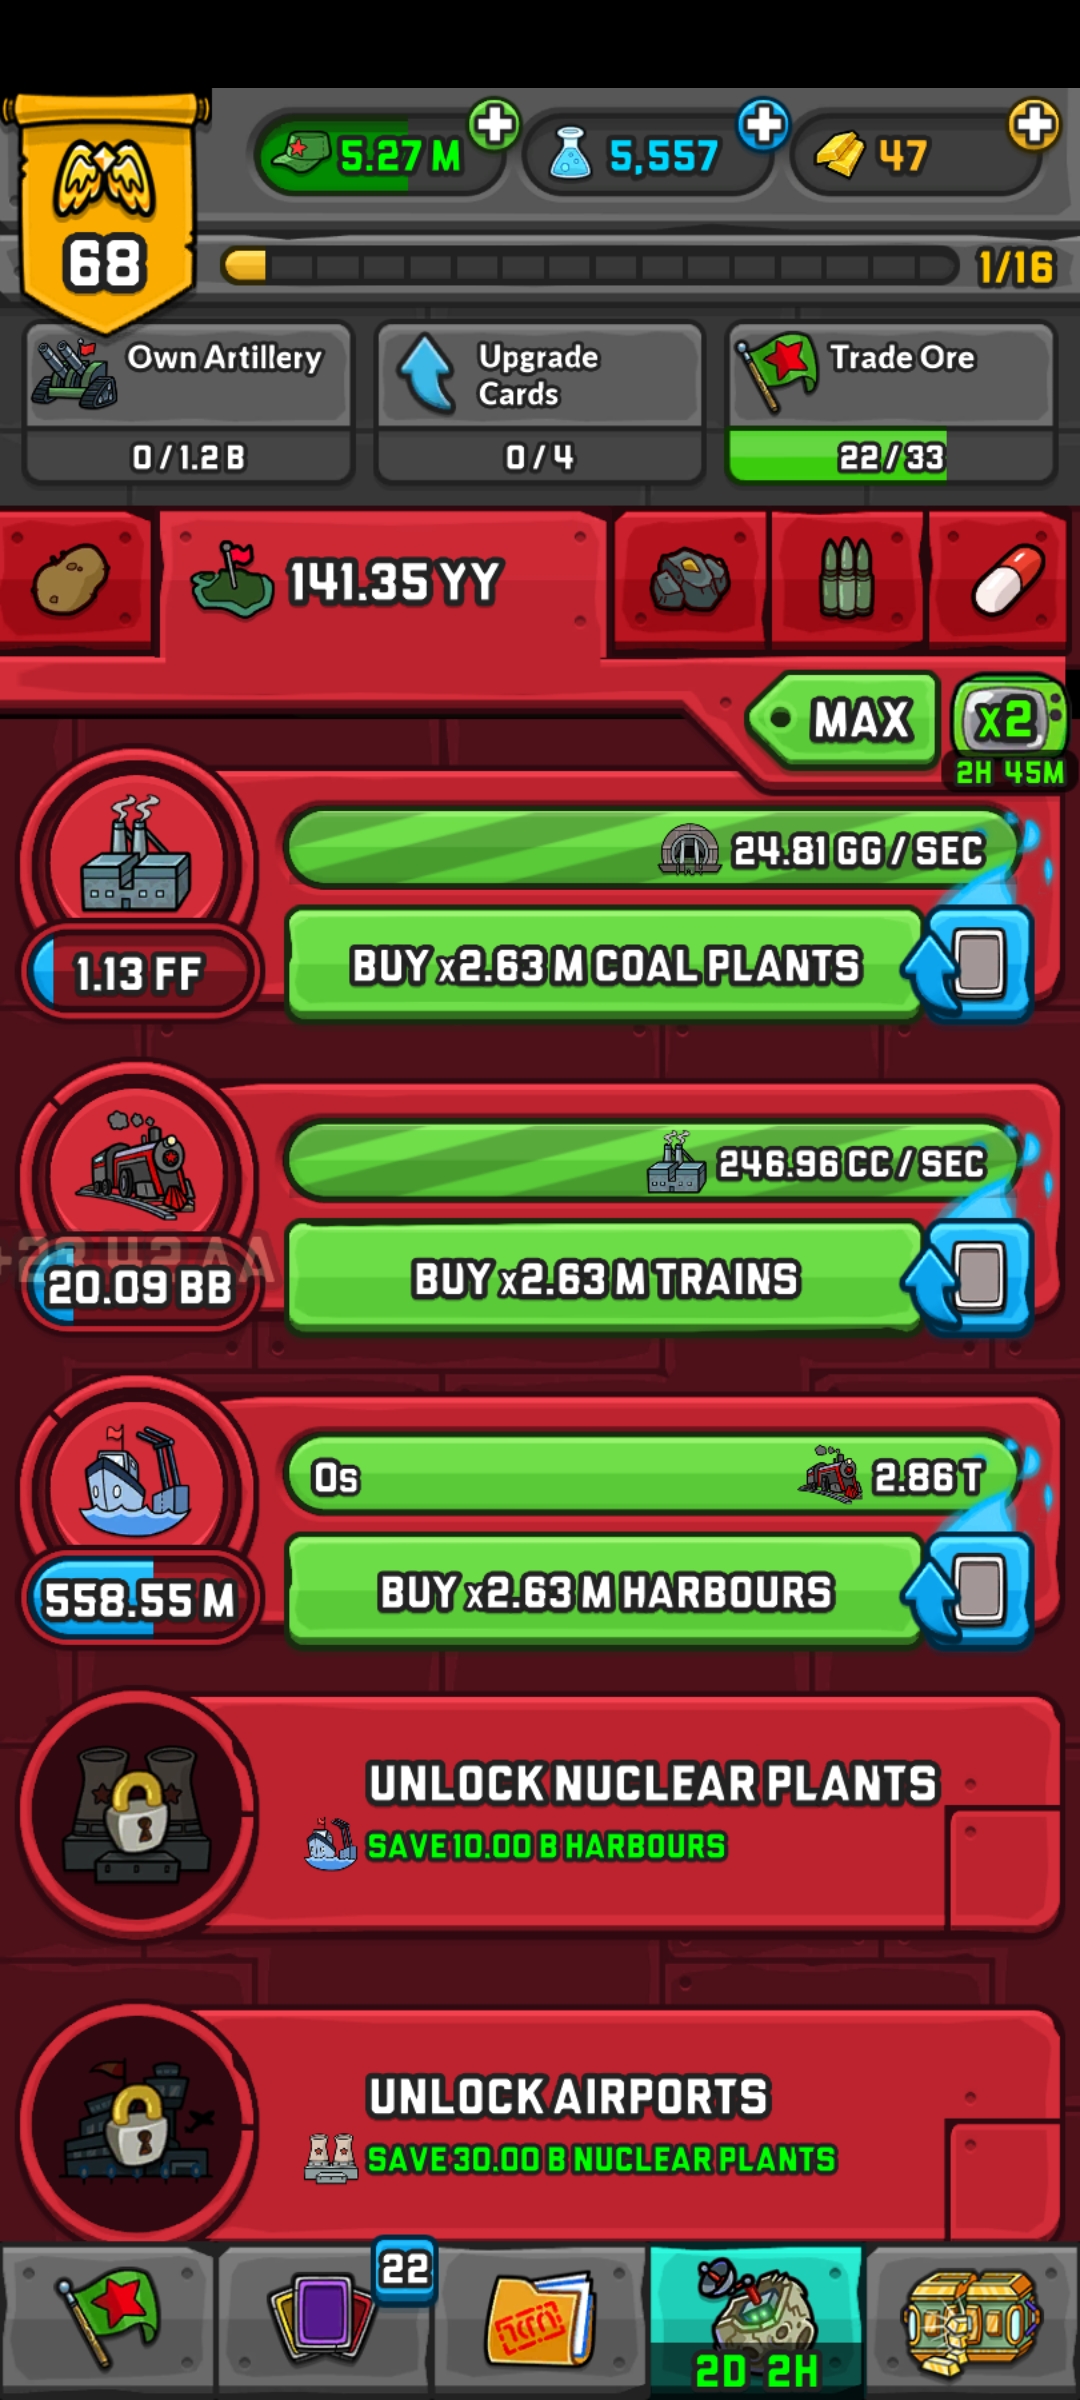 5.27 M
5,557
47
68
1/16
Own Artillery
0 / 1.2 B
Upgrade
Cards
0 / 4
Trade Ore
22 / 33
141.35 YY
MAX
x2
2H 45M
24.81 GG / SEC
1.13 FF
BUY x2.63 M COAL PLANTS
246.96 CC / SEC
20.09 BB
BUY x2.63 M TRAINS
0s
2.86 T
558.55 M
BUY x2.63 M HARBOURS
UNLOCK NUCLEAR PLANTS
SAVE 10.00 B HARBOURS
UNLOCK AIRPORTS
SAVE 30.00 B NUCLEAR PLANTS
22
2D 2H